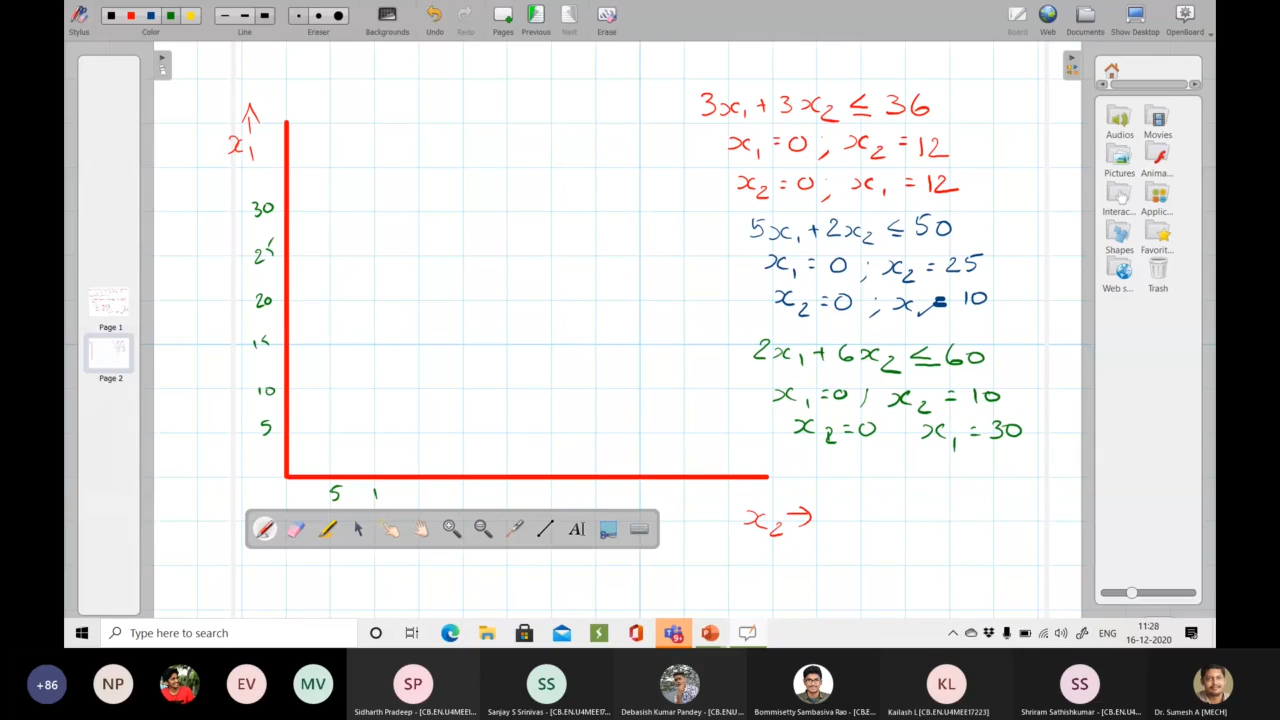 Stylus
Color
Line
Eraser
Backgrounds
Undo
Redo
Pages
Previous
Next
Erase
Board
Web
Documents
Show Desktop
OpenBoard
Page 1
Page 2
x₁
30
25
20
15
10
5
5 1
x₂ →
3x₁ + 3x₂ ≤ 36
x₁ = 0 ; x₂ = 12
x₂ = 0 ; x₁ = 12
5x₁ + 2x₂ ≤ 50
x₁ = 0 ; x₂ = 25
x₂ = 0 ; x₁ = 10
2x₁ + 6x₂ ≤ 60
x₁ = 0 ; x₂ = 10
x₂ = 0 x₁ = 30
Audios
Movies
Pictures
Anima...
Interac...
Applic...
Shapes
Favorit...
Web s...
Trash
Type here to search
9+
ENG
11:28
16-12-2020
+86
NP
EV
MV
SP
Sidharth Pradeep - [CB.EN.U4MEE1...
SS
Sanjay S Srinivas - [CB.EN.U4MEE17...
Debasish Kumar Pandey - [CB.EN.U...
Bommisetty Sambasiva Rao - [CB.E...
KL
Kailash L [CB.EN.U4MEE17223]
SS
Shriram Sathishkumar - [CB.EN.U4...
Dr. Sumesh A [MECH]